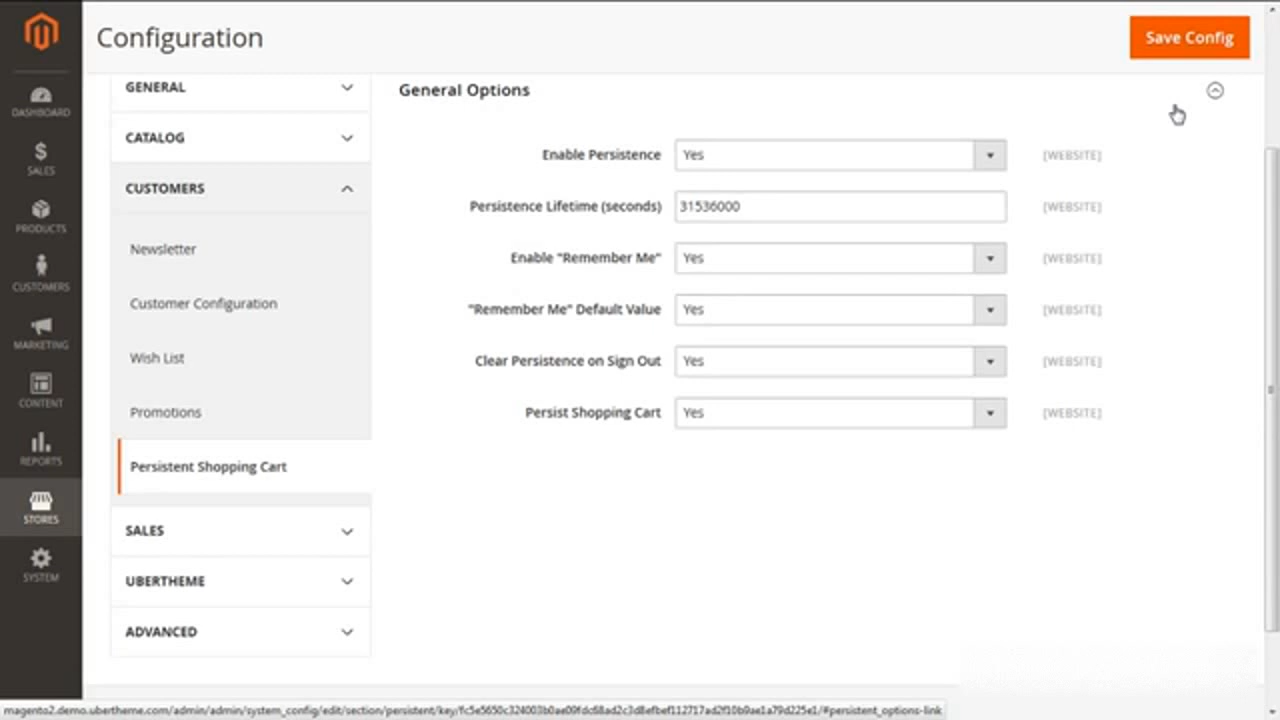 Configuration
Save Config
DASHBOARD
SALES
PRODUCTS
CUSTOMERS
MARKETING
CONTENT
REPORTS
STORES
SYSTEM
GENERAL
CATALOG
CUSTOMERS
Newsletter
Customer Configuration
Wish List
Promotions
Persistent Shopping Cart
SALES
UBERTHEME
ADVANCED
General Options
Enable Persistence Yes [WEBSITE]
Persistence Lifetime (seconds) 31536000 [WEBSITE]
Enable "Remember Me" Yes [WEBSITE]
"Remember Me" Default Value Yes [WEBSITE]
Clear Persistence on Sign Out Yes [WEBSITE]
Persist Shopping Cart Yes [WEBSITE]